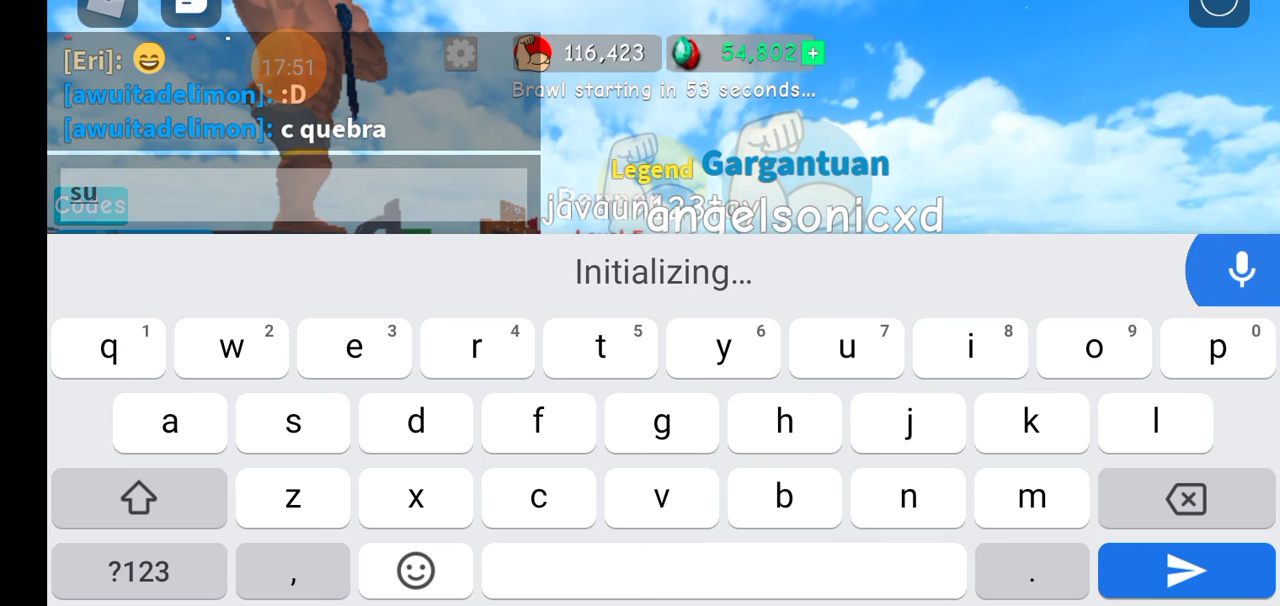 [Eri]: 😄
17:51
[awuitadelimon]: :D
[awuitadelimon]: c quebra
su
Codes
116,423
54,802 +
Brawl starting in 53 seconds...
Legend Gargantuan
angelsonicxd
Initializing...
q 1 w 2 e 3 r 4 t 5 y 6 u 7 i 8 o 9 p 0
a s d f g h j k l
z x c v b n m
?123 , .